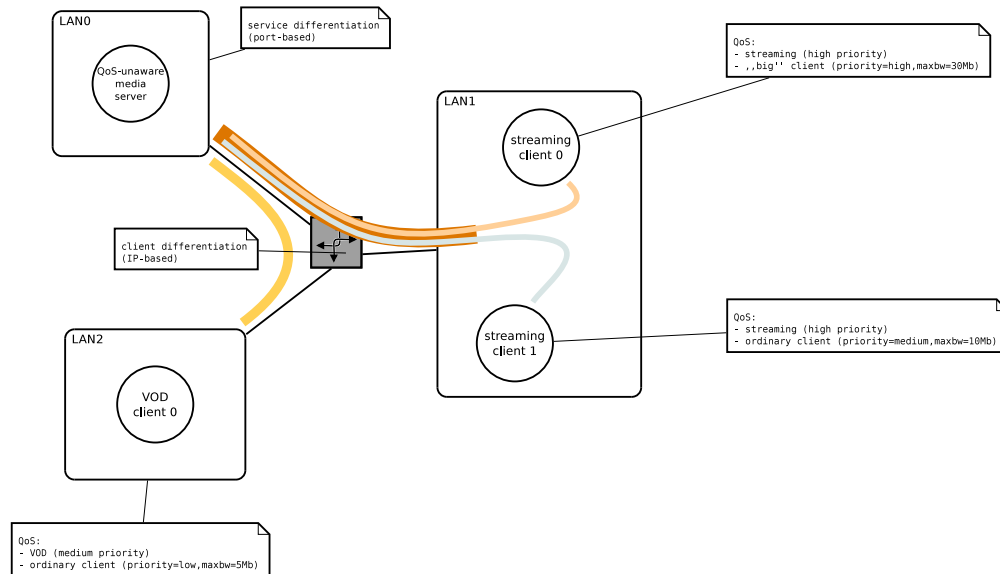 LAN0
QoS-unaware
media
server
service differentiation
(port-based)
QoS:
- streaming (high priority)
- ,,big'' client (priority=high,maxbw=30Mb)
LAN1
streaming
client 0
client differentiation
(IP-based)
streaming
client 1
QoS:
- streaming (high priority)
- ordinary client (priority=medium,maxbw=10Mb)
LAN2
VOD
client 0
QoS:
- VOD (medium priority)
- ordinary client (priority=low,maxbw=5Mb)